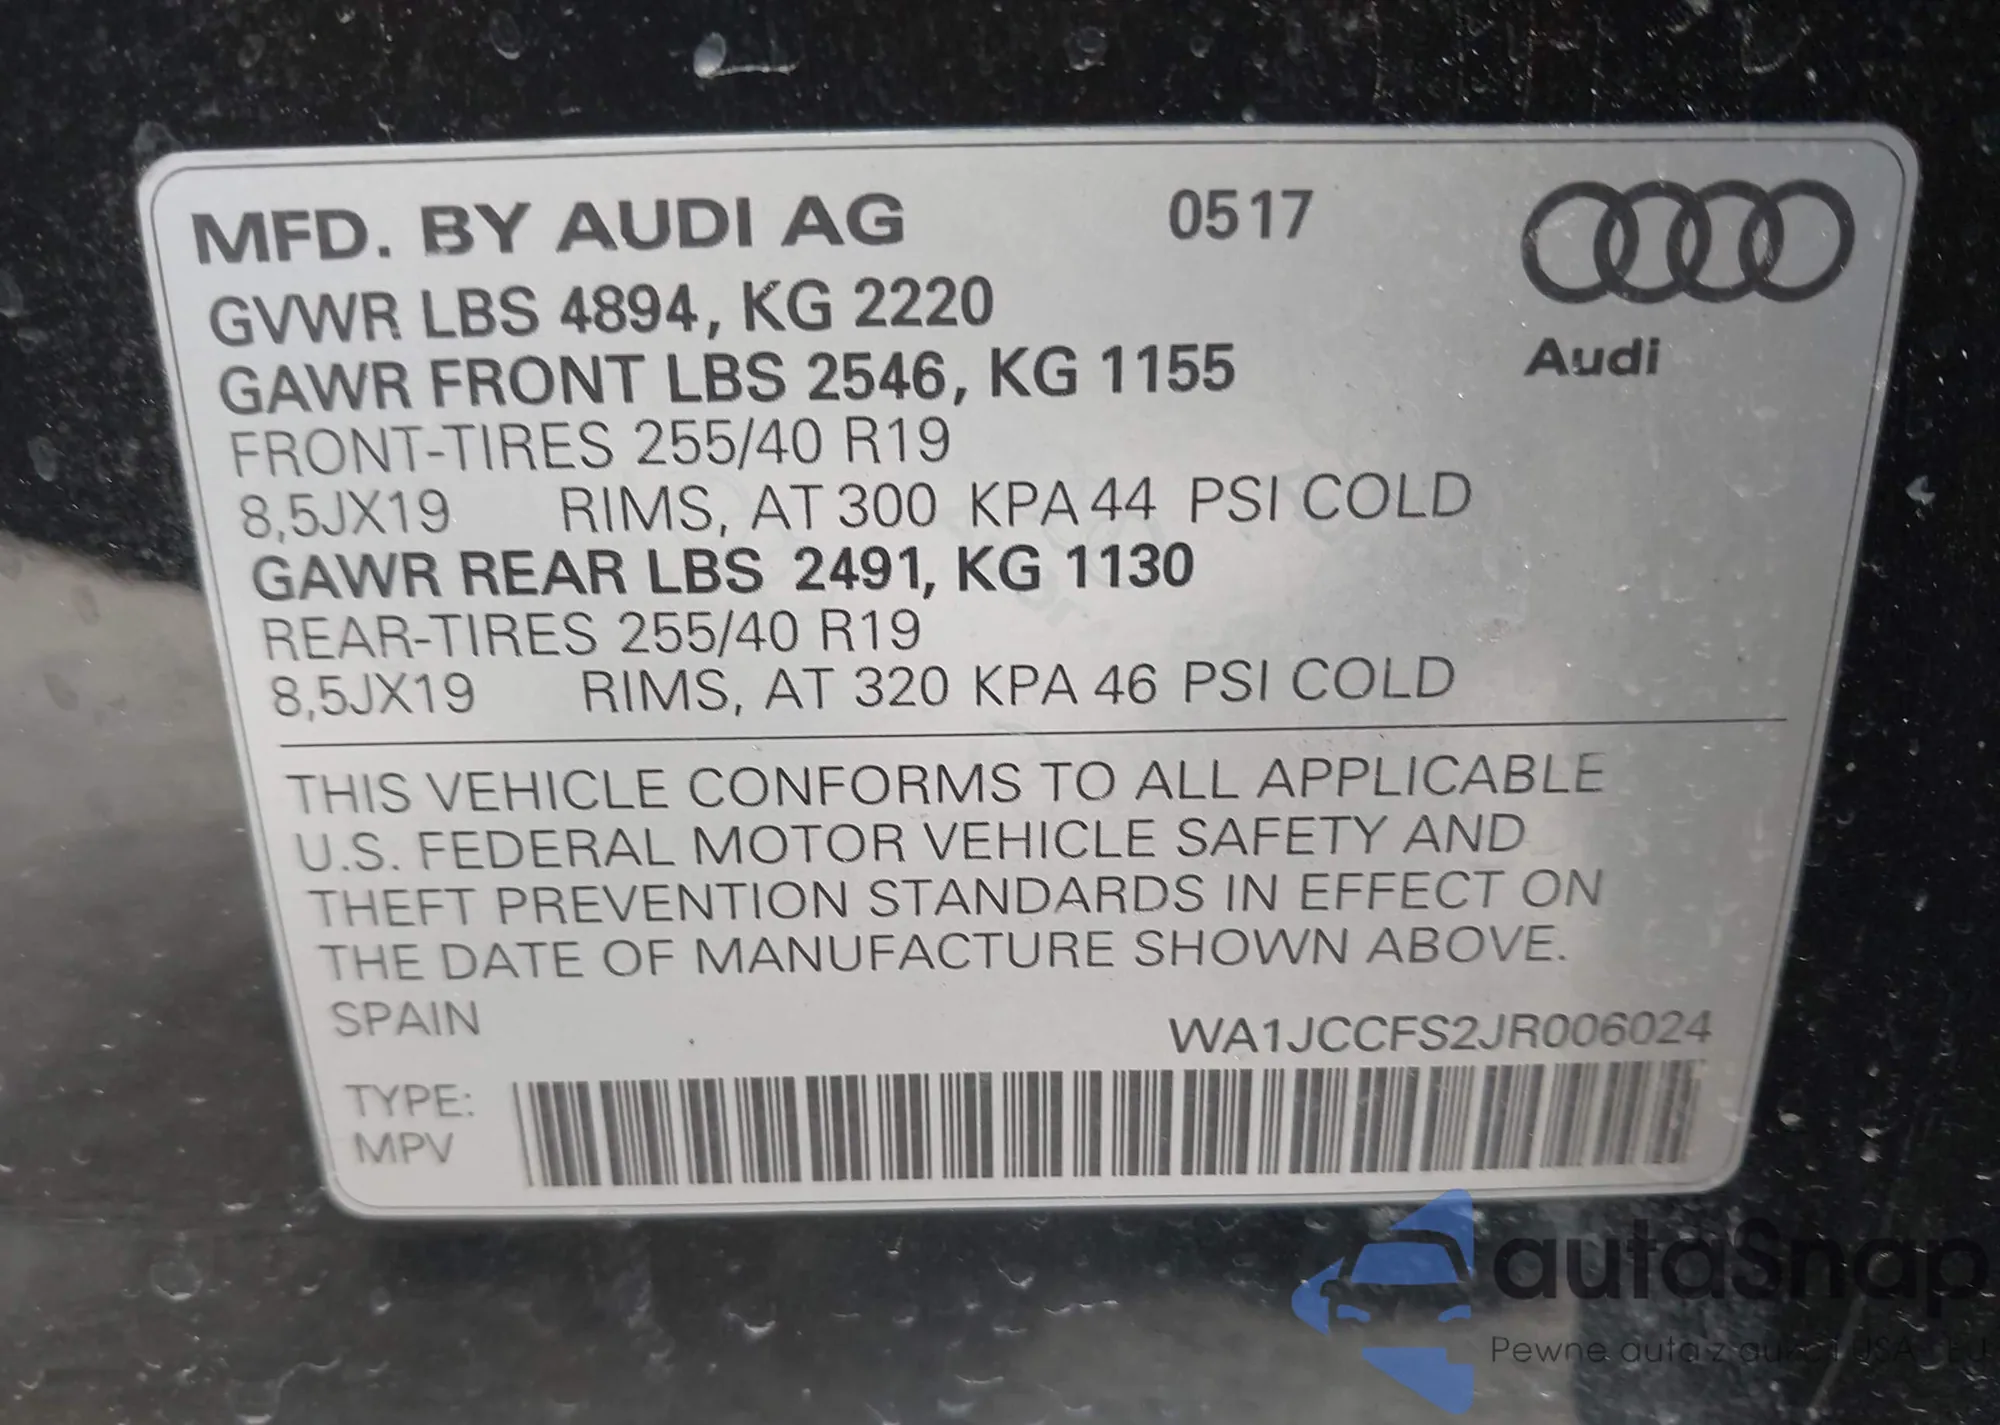 MFD. BY AUDI AG 0517
GVWR LBS 4894, KG 2220
GAWR FRONT LBS 2546, KG 1155
Audi
FRONT-TIRES 255/40 R19
8,5JX19 RIMS, AT 300 KPA 44 PSI COLD
GAWR REAR LBS 2491, KG 1130
REAR-TIRES 255/40 R19
8,5JX19 RIMS, AT 320 KPA 46 PSI COLD
THIS VEHICLE CONFORMS TO ALL APPLICABLE
U.S. FEDERAL MOTOR VEHICLE SAFETY AND
THEFT PREVENTION STANDARDS IN EFFECT ON
THE DATE OF MANUFACTURE SHOWN ABOVE.
SPAIN WA1JCCFS2JR006024
TYPE:
MPV
autaSnap
Pewne auta z USA